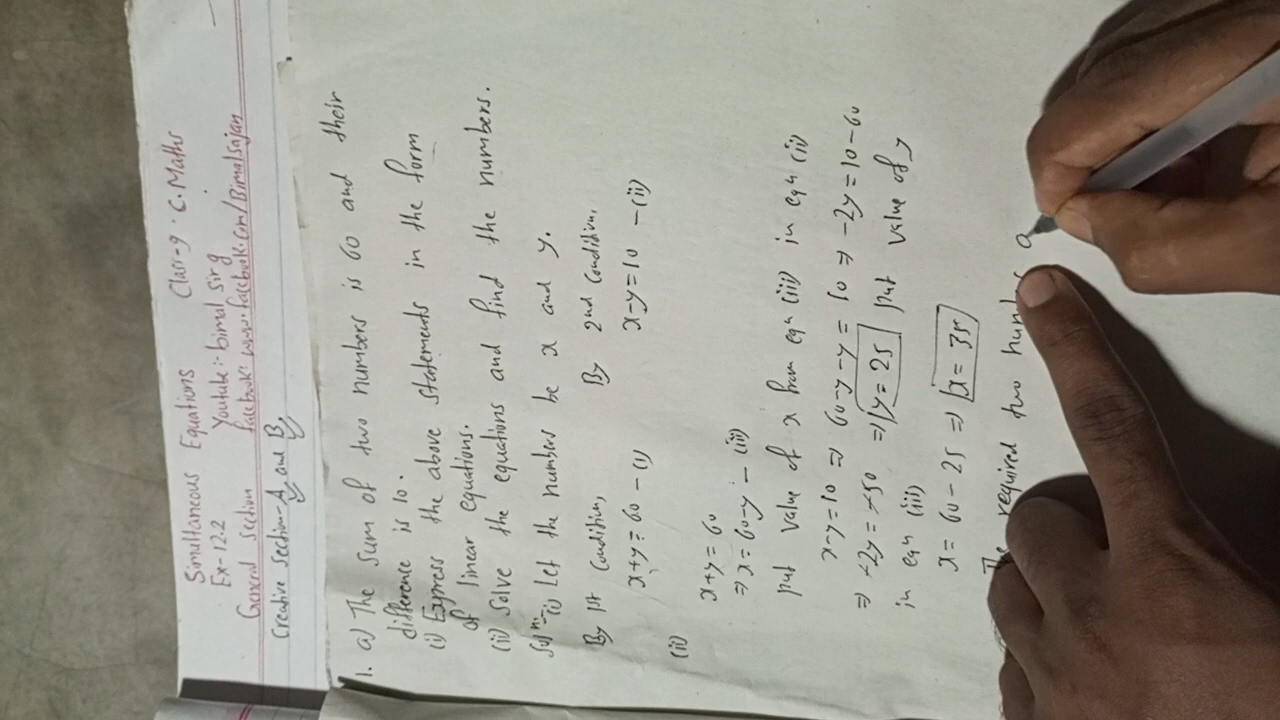 Simultaneous Equations Class-9 C.Maths
Ex-12.2 Youtube:- bimal sir g
General section facebook: www.facebook.com/Bimalsajan
Creative section-A and B
1. a) The sum of two numbers is 60 and their
difference is 10.
(i) Express the above statements in the form
of linear equations.
(ii) Solve the equations and find the numbers.
Solⁿ:- (i) Let the numbers be x and y.
By 1st condition, By 2nd condition,
x+y=60 -(i) x-y=10 -(ii)
(ii)
x+y=60
⇒ x=60-y -(iii)
put value of x from eqn (iii) in eqn (ii)
x-y=10 ⇒ 60-y-y=10 ⇒ -2y=10-60
⇒ -2y=-50 ⇒ y=25 put value of y
in eqn (iii)
x=60-25 ⇒ x=35
The required two